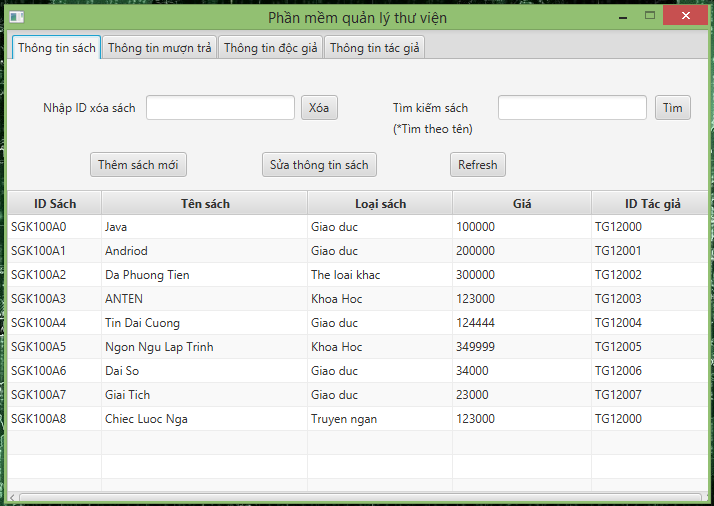 Phần mềm quản lý thư viện
Thông tin sách Thông tin mượn trả Thông tin độc giả Thông tin tác giả
Nhập ID xóa sách Xóa Tìm kiếm sách Tìm
(*Tìm theo tên)
Thêm sách mới Sửa thông tin sách Refresh
ID Sách Tên sách Loại sách Giá ID Tác giả
SGK100A0 Java Giao duc 100000 TG12000
SGK100A1 Andriod Giao duc 200000 TG12001
SGK100A2 Da Phuong Tien The loai khac 300000 TG12002
SGK100A3 ANTEN Khoa Hoc 123000 TG12003
SGK100A4 Tin Dai Cuong Giao duc 124444 TG12004
SGK100A5 Ngon Ngu Lap Trinh Khoa Hoc 349999 TG12005
SGK100A6 Dai So Giao duc 34000 TG12006
SGK100A7 Giai Tich Giao duc 23000 TG12007
SGK100A8 Chiec Luoc Nga Truyen ngan 123000 TG12000